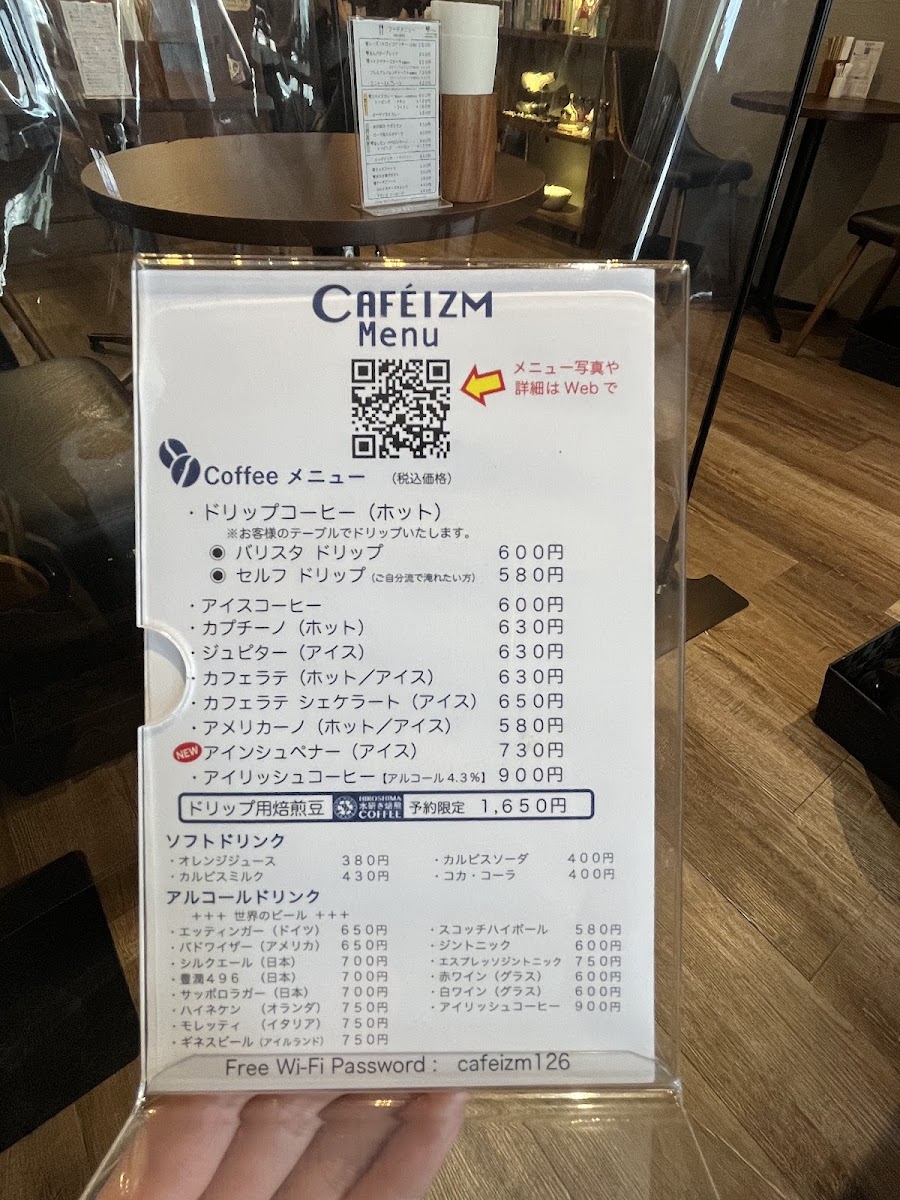 CAFÉIZM
Menu
メニュー写真や
詳細は Web で
Coffee メニュー （税込価格）
・ドリップコーヒー（ホット）
※お客様のテーブルでドリップいたします。
◉ バリスタ ドリップ 600円
◉ セルフ ドリップ（ご自分流で淹れたい方） 580円
・アイスコーヒー 600円
・カプチーノ（ホット） 630円
・ジュピター（アイス） 630円
・カフェラテ（ホット／アイス） 630円
・カフェラテ シェケラート（アイス） 650円
・アメリカーノ（ホット／アイス） 580円
NEW アインシュペナー（アイス） 730円
・アイリッシュコーヒー【アルコール 4.3％】 900円
ドリップ用焙煎豆 HIROSHIMA 水研ぎ焙煎 COFFEE 予約限定 1,650円
ソフトドリンク
・オレンジジュース 380円 ・カルピスソーダ 400円
・カルピスミルク 430円 ・コカ・コーラ 400円
アルコールドリンク
+++ 世界のビール +++
・エッティンガー（ドイツ） 650円 ・スコッチハイボール 580円
・バドワイザー（アメリカ） 650円 ・ジントニック 600円
・シルクエール（日本） 700円 ・エスプレッソジントニック 750円
・豊潤496 （日本） 700円 ・赤ワイン（グラス） 600円
・サッポロラガー（日本） 700円 ・白ワイン（グラス） 600円
・ハイネケン （オランダ） 750円 ・アイリッシュコーヒー 900円
・モレッティ （イタリア） 750円
・ギネスビール（アイルランド） 750円
Free Wi-Fi Password : cafeizm126